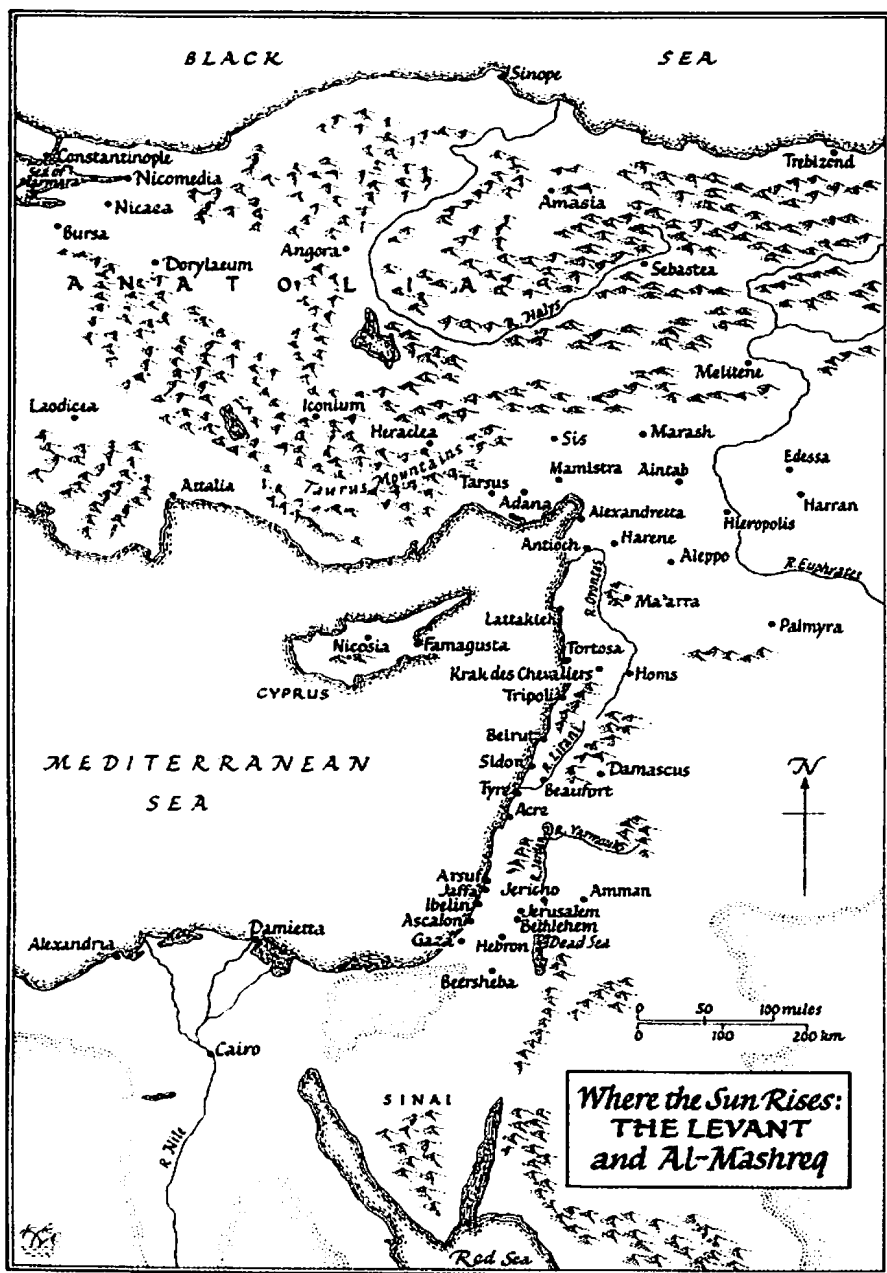 BLACK SEA
Sinope
Constantinople
Sea of Marmara
Nicomedia
Trebizond
Nicaea
Amasia
Bursa
Angora
Dorylaeum
Sebastea
ANATOLIA
R. Halys
Melitene
Laodicea
Iconium
Heraclea
Sis
Marash
Taurus Mountains
Mamistra
Aintab
Edessa
Attalia
Tarsus
Adana
Harran
Alexandretta
Hieropolis
Antioch
Harenc
Aleppo
R. Euphrates
R. Orontes
Ma'arra
Lattakieh
Palmyra
Nicosia
Famagusta
Tortosa
Krak des Chevaliers
Homs
CYPRUS
Tripoli
Beirut
R. Litani
MEDITERRANEAN
SEA
Sidon
Damascus
N
Tyre
Beaufort
Acre
R. Yarmouk
R. Jordan
Arsuf
Jaffa
Jericho
Amman
Ibelin
Jerusalem
Ascalon
Bethlehem
Damietta
Alexandria
Gaza
Hebron
Dead Sea
Beersheba
0 50 100 miles
0 100 200 km
Cairo
SINAI
R. Nile
Where the Sun Rises:
THE LEVANT
and Al-Mashreq
Red Sea